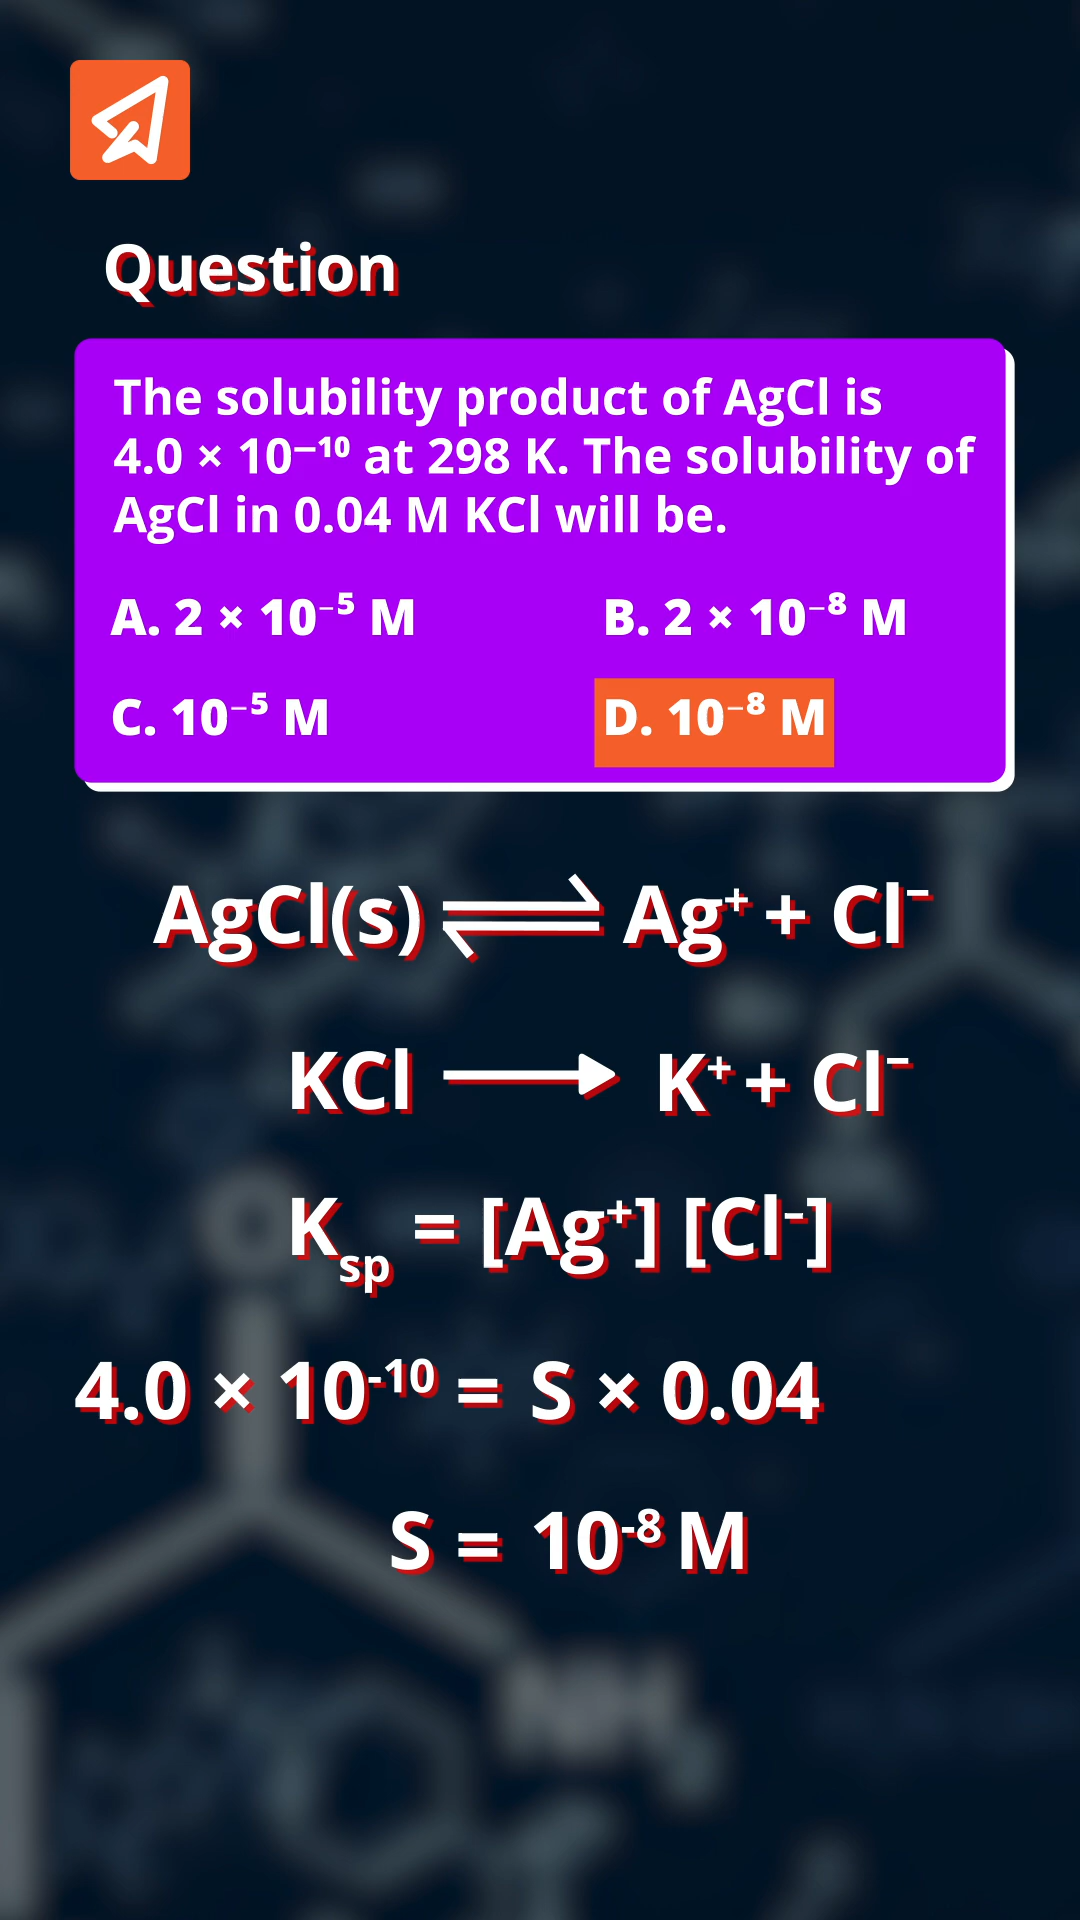 Question
The solubility product of AgCl is
4.0 × 10⁻¹⁰ at 298 K. The solubility of
AgCl in 0.04 M KCl will be.
A. 2 × 10⁻⁵ M
B. 2 × 10⁻⁸ M
C. 10⁻⁵ M
D. 10⁻⁸ M
AgCl(s) ⇌ Ag⁺ + Cl⁻
KCl ⟶ K⁺ + Cl⁻
Kₛₚ = [Ag⁺] [Cl⁻]
4.0 × 10⁻¹⁰ = S × 0.04
S = 10⁻⁸ M
NH₂